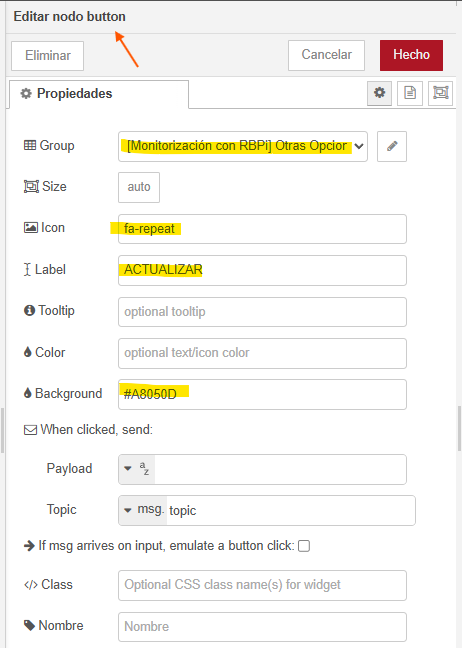 Editar nodo button
Eliminar
Cancelar
Hecho
Propiedades
Group
[Monitorización con RBPi] Otras Opcior
Size
auto
Icon
fa-repeat
Label
ACTUALIZAR
Tooltip
optional tooltip
Color
optional text/icon color
Background
#A8050D
When clicked, send:
Payload
a
z
Topic
msg. topic
If msg arrives on input, emulate a button click:
</> Class
Optional CSS class name(s) for widget
Nombre
Nombre